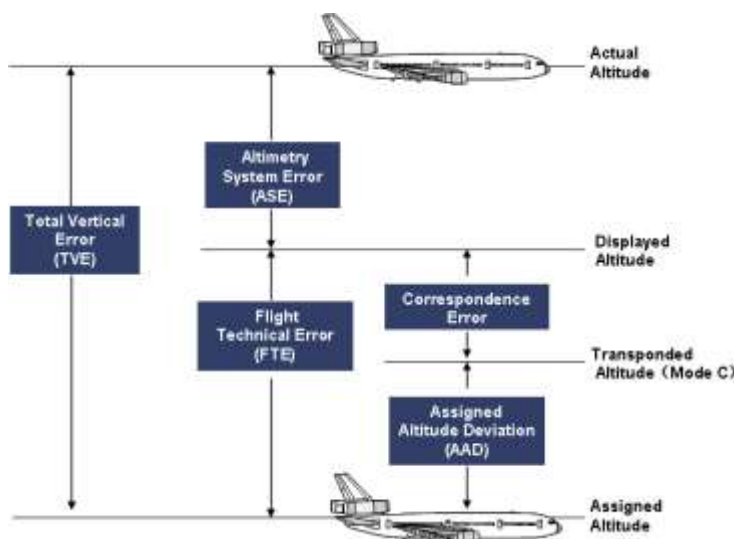 Actual
Altitude
Altimetry
System Error
(ASE)
Total Vertical
Error
(TVE)
Displayed
Altitude
Flight
Technical Error
(FTE)
Correspondence
Error
Transponded
Altitude（Mode C）
Assigned
Altitude Deviation
(AAD)
Assigned
Altitude